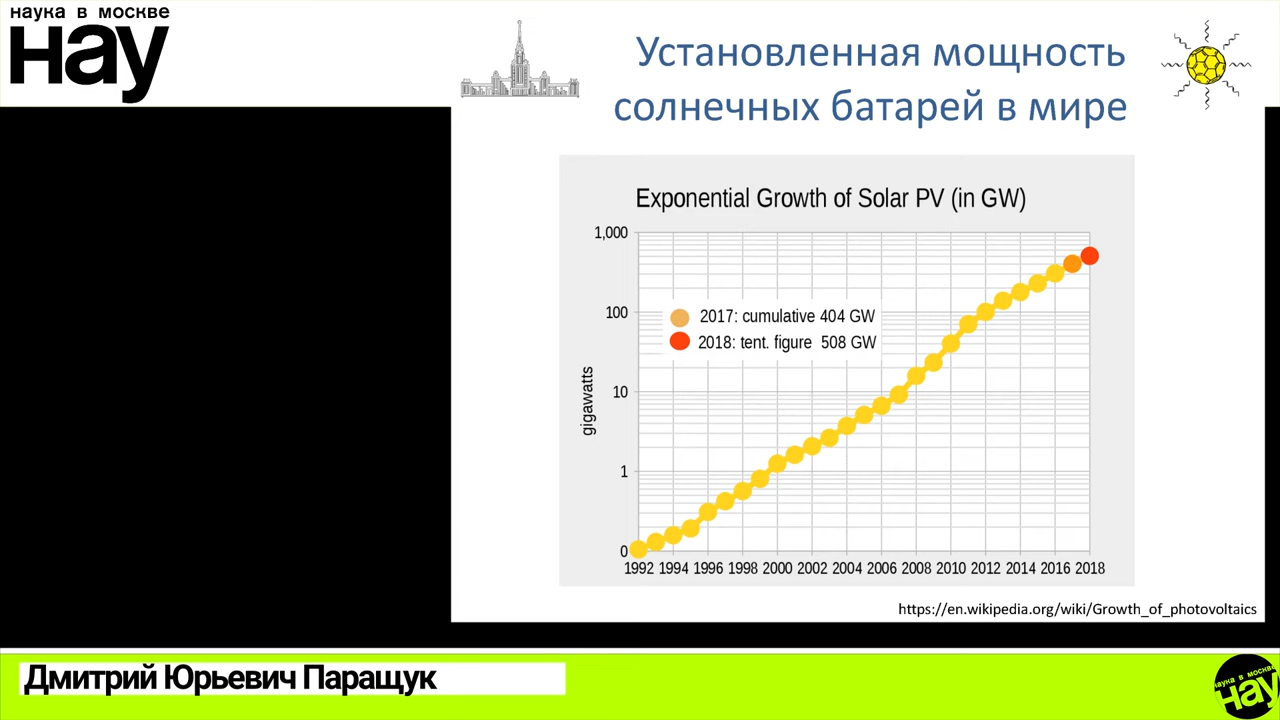 наука в москве
нау
Установленная мощность
солнечных батарей в мире
Exponential Growth of Solar PV (in GW)
1,000
100
10
1
0
gigawatts
2017: cumulative 404 GW
2018: tent. figure 508 GW
1992 1994 1996 1998 2000 2002 2004 2006 2008 2010 2012 2014 2016 2018
https://en.wikipedia.org/wiki/Growth_of_photovoltaics
Дмитрий Юрьевич Паращук
наука в москве
нау